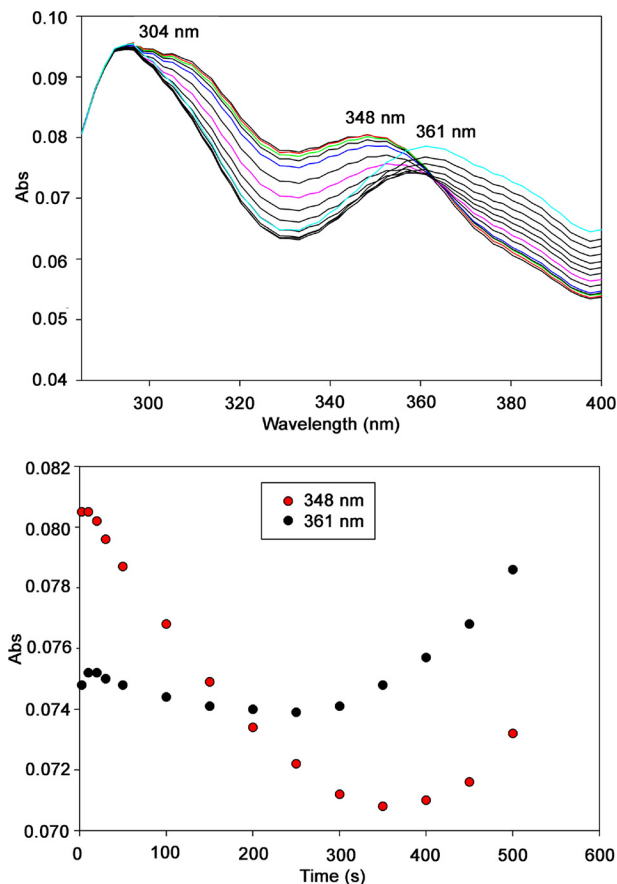 0.10
304 nm
0.09
348 nm
361 nm
0.08
Abs
0.07
0.06
0.05
0.04
300 320 340 360 380 400
Wavelength (nm)
0.082
348 nm
361 nm
0.080
0.078
0.076
Abs
0.074
0.072
0.070
0 100 200 300 400 500 600
Time (s)